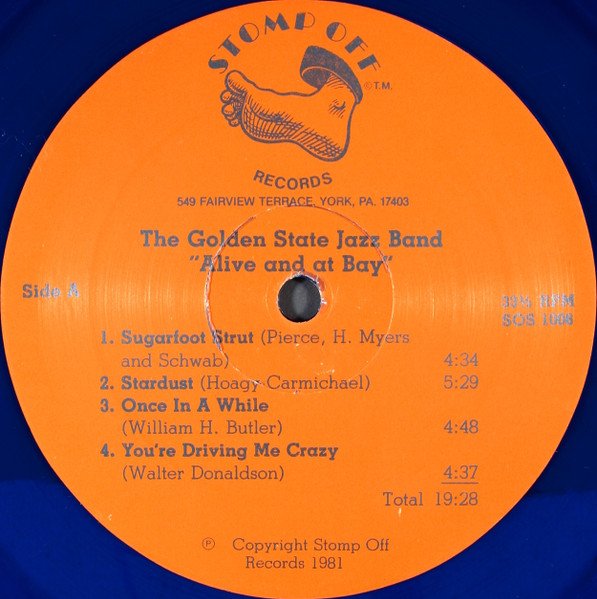 STOMP OFF
© T.M.
RECORDS
549 FAIRVIEW TERRACE, YORK, PA. 17403
The Golden State Jazz Band
"Alive and at Bay"
Side A
33⅓ RPM
SOS 1008
1. Sugarfoot Strut (Pierce, H. Myers
and Schwab) 4:34
2. Stardust (Hoagy Carmichael) 5:29
3. Once In A While
(William H. Butler) 4:48
4. You're Driving Me Crazy
(Walter Donaldson) 4:37
Total 19:28
℗ Copyright Stomp Off
Records 1981